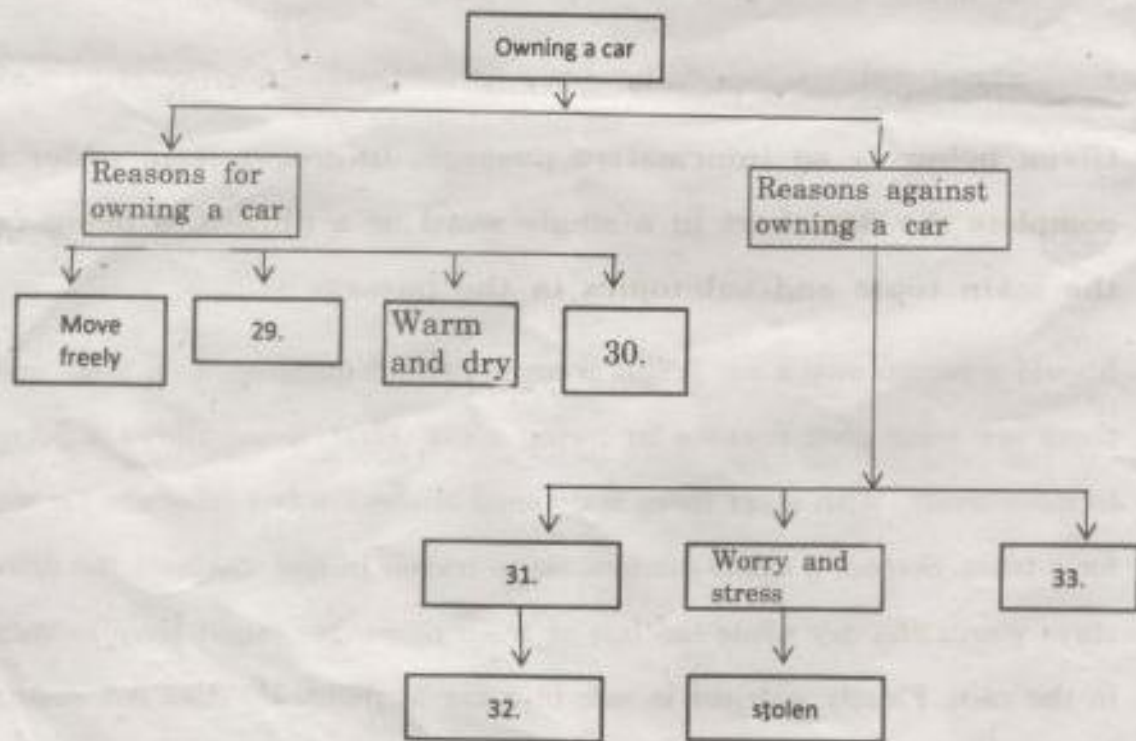 Owning a car
Reasons for
owning a car
Reasons against
owning a car
Move
freely
29.
Warm
and dry
30.
31.
Worry and
stress
33.
32.
stolen